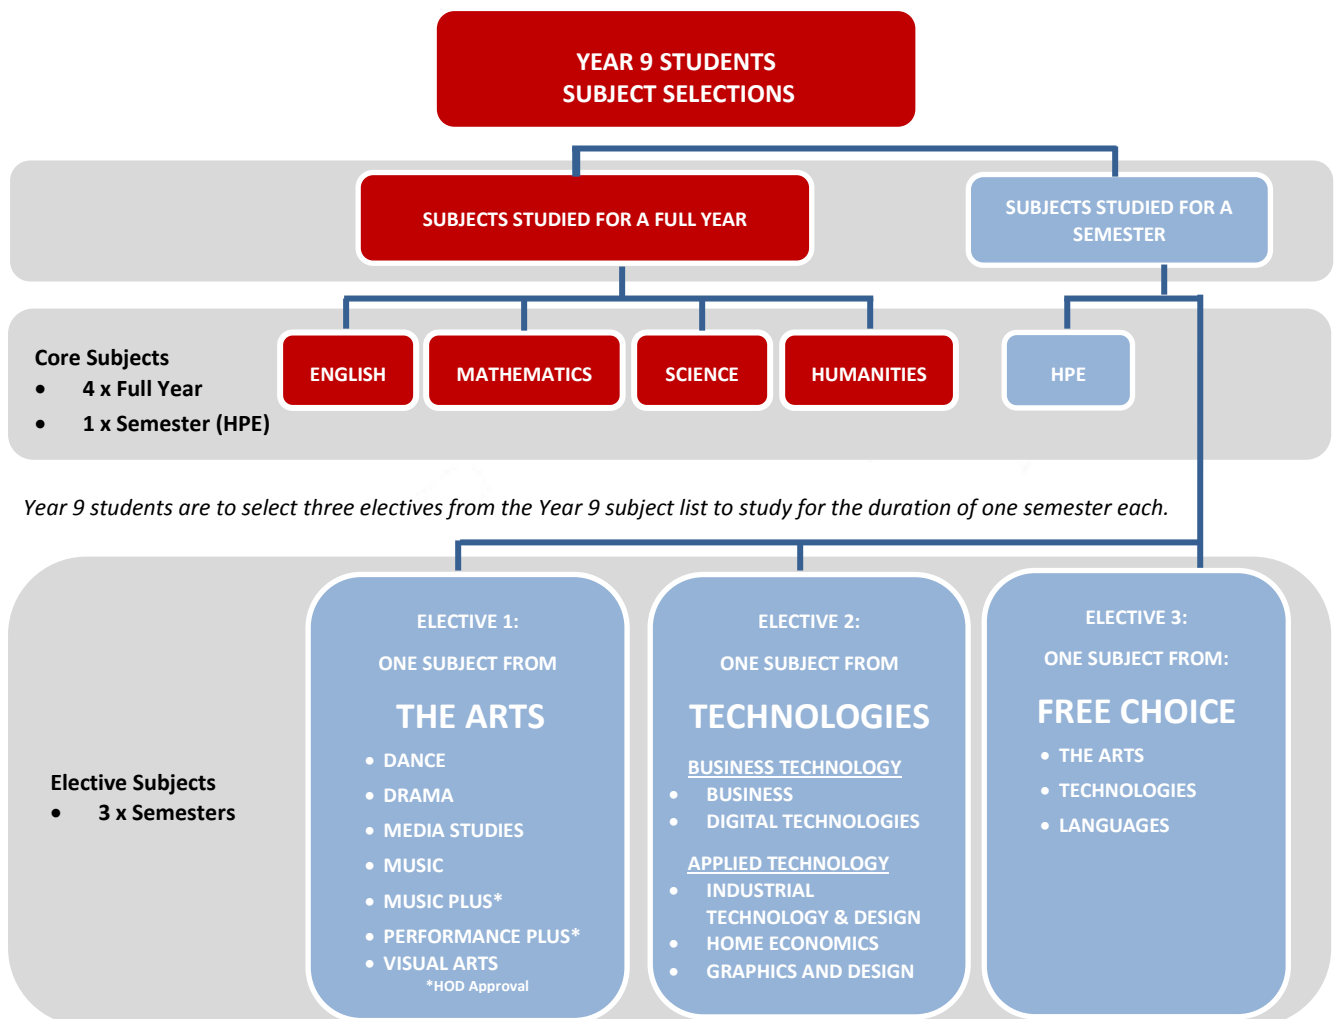 YEAR 9 STUDENTS
SUBJECT SELECTIONS
SUBJECTS STUDIED FOR A FULL YEAR
SUBJECTS STUDIED FOR A
SEMESTER
Core Subjects
• 4 x Full Year
• 1 x Semester (HPE)
ENGLISH
MATHEMATICS
SCIENCE
HUMANITIES
HPE
Year 9 students are to select three electives from the Year 9 subject list to study for the duration of one semester each.
Elective Subjects
• 3 x Semesters
ELECTIVE 1:
ONE SUBJECT FROM
THE ARTS
• DANCE
• DRAMA
• MEDIA STUDIES
• MUSIC
• MUSIC PLUS*
• PERFORMANCE PLUS*
• VISUAL ARTS
*HOD Approval
ELECTIVE 2:
ONE SUBJECT FROM
TECHNOLOGIES
BUSINESS TECHNOLOGY
• BUSINESS
• DIGITAL TECHNOLOGIES
APPLIED TECHNOLOGY
• INDUSTRIAL
TECHNOLOGY & DESIGN
• HOME ECONOMICS
• GRAPHICS AND DESIGN
ELECTIVE 3:
ONE SUBJECT FROM:
FREE CHOICE
• THE ARTS
• TECHNOLOGIES
• LANGUAGES